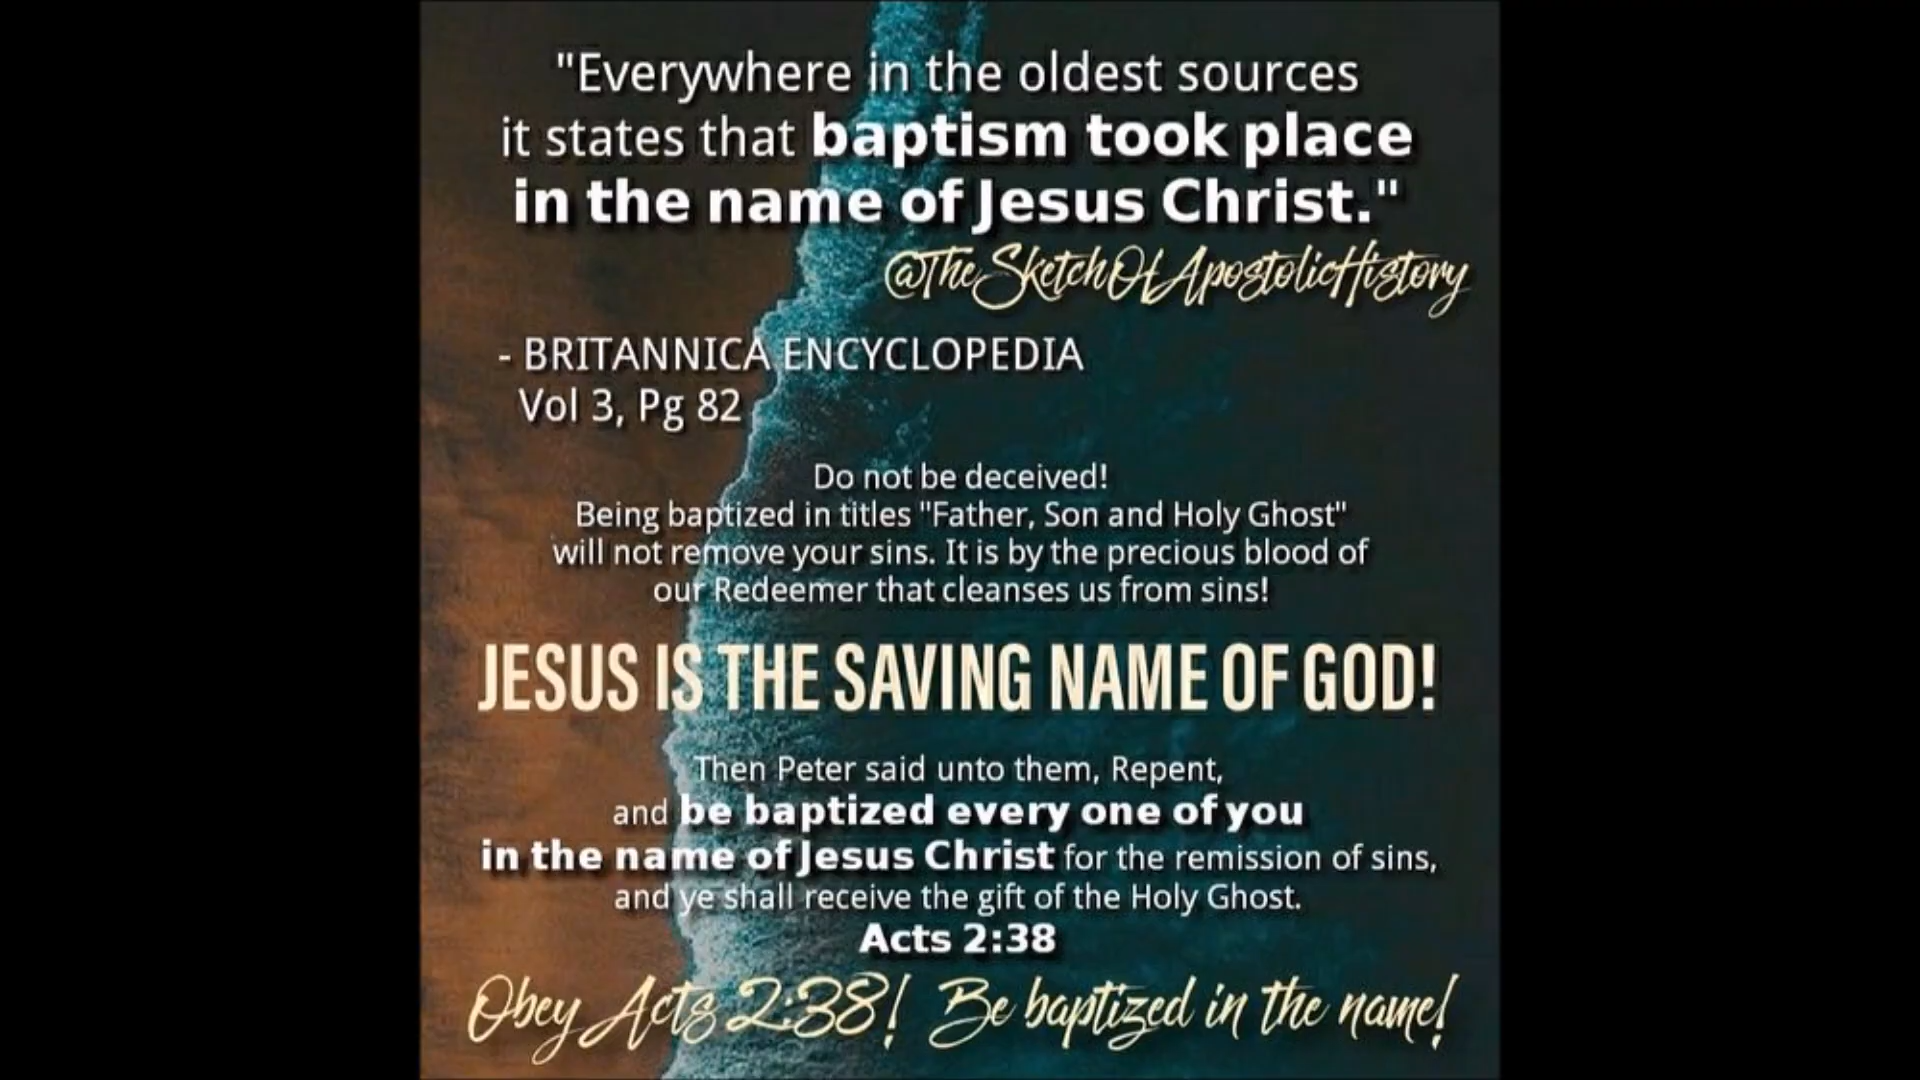 "Everywhere in the oldest sources
it states that baptism took place
in the name of Jesus Christ."
@TheSketchOfApostolicHistory
- BRITANNICA ENCYCLOPEDIA
Vol 3, Pg 82
Do not be deceived!
Being baptized in titles "Father, Son and Holy Ghost"
will not remove your sins. It is by the precious blood of
our Redeemer that cleanses us from sins!
JESUS IS THE SAVING NAME OF GOD!
Then Peter said unto them, Repent,
and be baptized every one of you
in the name of Jesus Christ for the remission of sins,
and ye shall receive the gift of the Holy Ghost.
Acts 2:38
Obey Acts 2:38! Be baptized in the name!